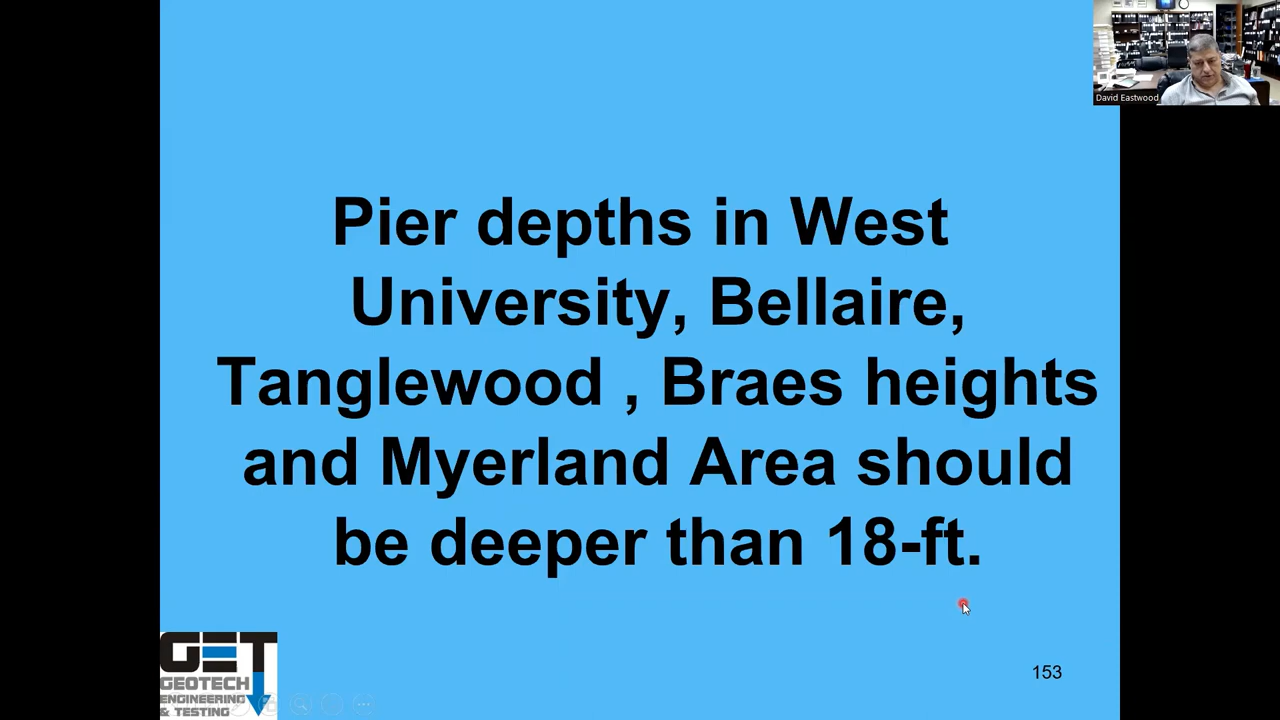 David Eastwood
Pier depths in West
University, Bellaire,
Tanglewood , Braes heights
and Myerland Area should
be deeper than 18-ft.
GET
GEOTECH
ENGINEERING
& TESTING
153